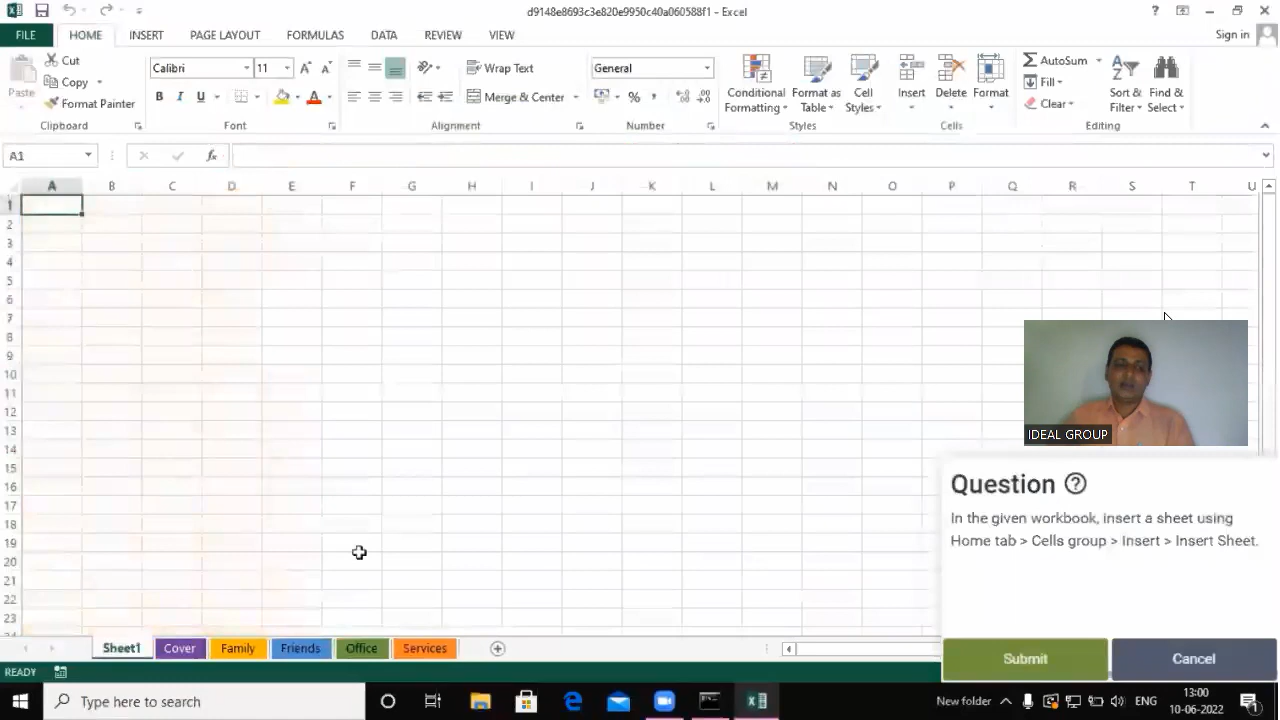 d9148e8693c3e820e9950c40a060588f1 - Excel
FILE HOME INSERT PAGE LAYOUT FORMULAS DATA REVIEW VIEW Sign in
Cut
Copy
Format Painter
Paste
Clipboard
Calibri 11
B I U
Font
Wrap Text
Merge & Center
Alignment
General
%
Number
Conditional Formatting
Format as Table
Cell Styles
Styles
Insert Delete Format
Cells
AutoSum
Fill
Clear
Sort & Filter
Find & Select
Editing
A1 fx
A B C D E F G H I J K L M N O P Q R S T U
1
2
3
4
5
6
7
8
9
10
11
12
13
14
15
16
17
18
19
20
21
22
23
IDEAL GROUP
Question ?
In the given workbook, insert a sheet using
Home tab > Cells group > Insert > Insert Sheet.
Submit Cancel
Sheet1 Cover Family Friends Office Services
READY
Type here to search
New folder ENG
13:00
10-06-2022
1